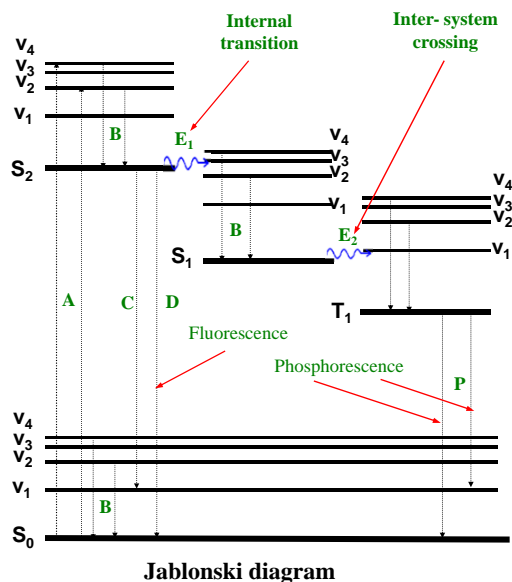 Internal
transition
Inter- system
crossing
v4
v3
v2
v1
B
E1
S2
v4
v3
v2
v1
B
E2
S1
v4
v3
v2
v1
T1
A
C
D
Fluorescence
Phosphorescence
P
v4
v3
v2
v1
B
S0
Jablonski diagram